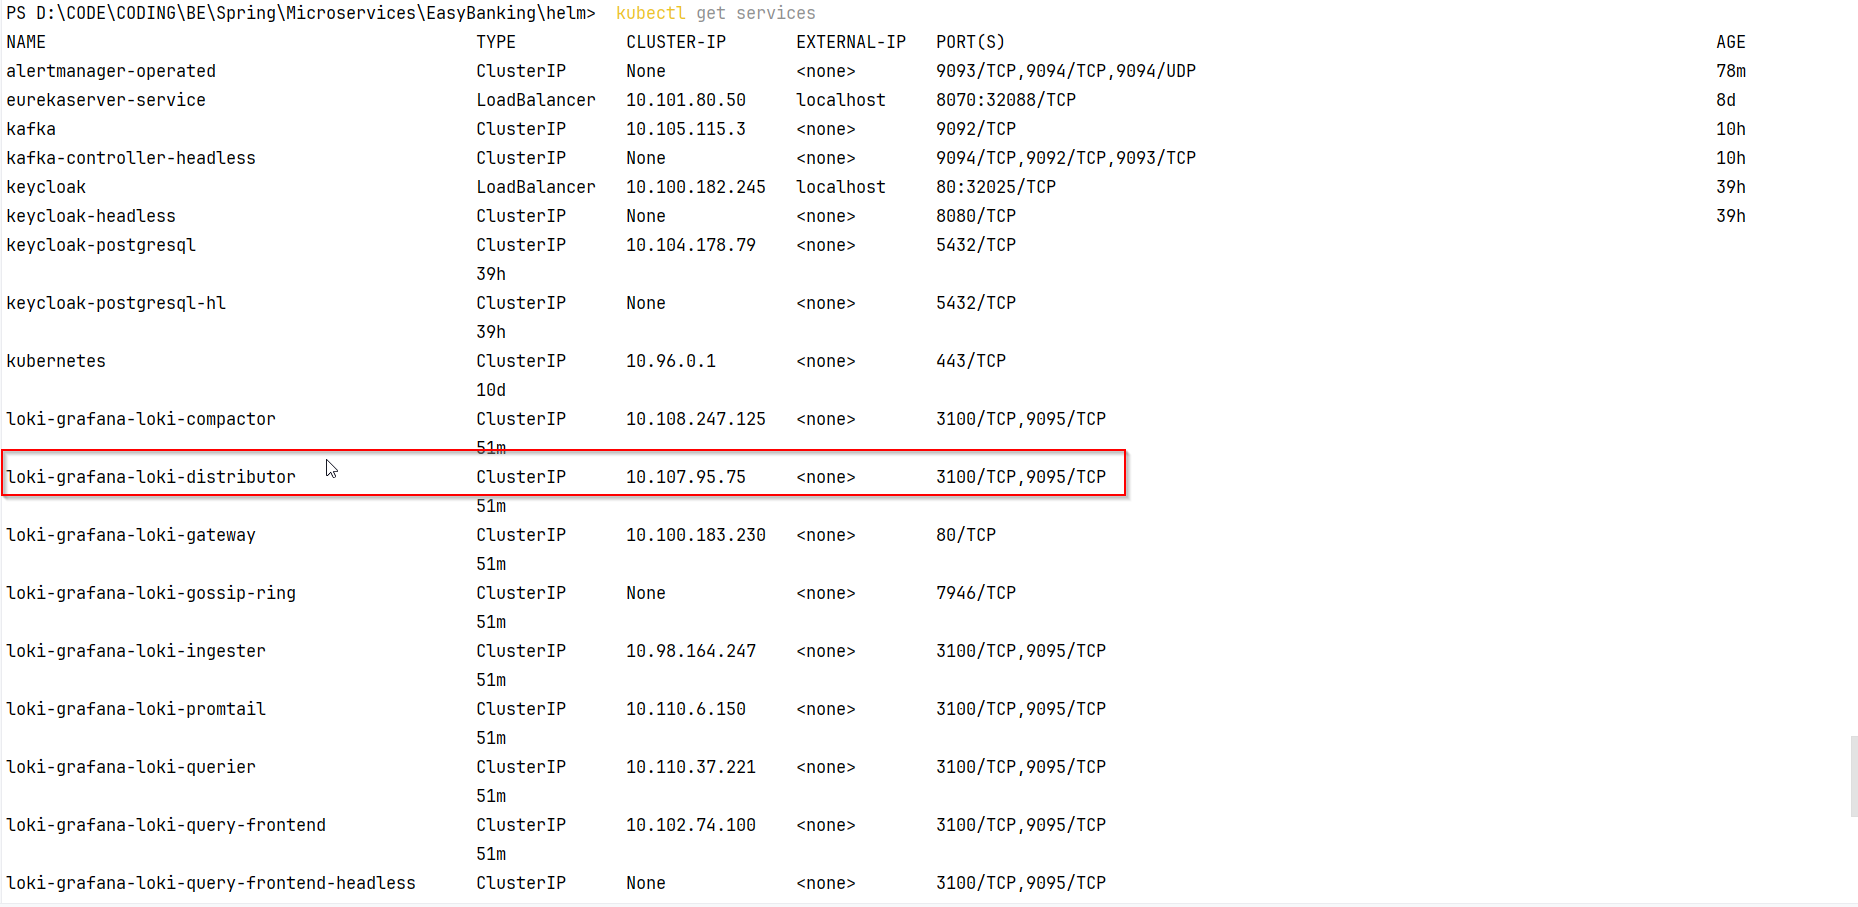 PS D:\CODE\CODING\BE\Spring\Microservices\EasyBanking\helm> kubectl get services
NAME TYPE CLUSTER-IP EXTERNAL-IP PORT(S) AGE
alertmanager-operated ClusterIP None <none> 9093/TCP,9094/TCP,9094/UDP 78m
eurekaserver-service LoadBalancer 10.101.80.50 localhost 8070:32088/TCP 8d
kafka ClusterIP 10.105.115.3 <none> 9092/TCP 10h
kafka-controller-headless ClusterIP None <none> 9094/TCP,9092/TCP,9093/TCP 10h
keycloak LoadBalancer 10.100.182.245 localhost 80:32025/TCP 39h
keycloak-headless ClusterIP None <none> 8080/TCP 39h
keycloak-postgresql ClusterIP 10.104.178.79 <none> 5432/TCP
39h
keycloak-postgresql-hl ClusterIP None <none> 5432/TCP
39h
kubernetes ClusterIP 10.96.0.1 <none> 443/TCP
10d
loki-grafana-loki-compactor ClusterIP 10.108.247.125 <none> 3100/TCP,9095/TCP
51m
loki-grafana-loki-distributor ClusterIP 10.107.95.75 <none> 3100/TCP,9095/TCP
51m
loki-grafana-loki-gateway ClusterIP 10.100.183.230 <none> 80/TCP
51m
loki-grafana-loki-gossip-ring ClusterIP None <none> 7946/TCP
51m
loki-grafana-loki-ingester ClusterIP 10.98.164.247 <none> 3100/TCP,9095/TCP
51m
loki-grafana-loki-promtail ClusterIP 10.110.6.150 <none> 3100/TCP,9095/TCP
51m
loki-grafana-loki-querier ClusterIP 10.110.37.221 <none> 3100/TCP,9095/TCP
51m
loki-grafana-loki-query-frontend ClusterIP 10.102.74.100 <none> 3100/TCP,9095/TCP
51m
loki-grafana-loki-query-frontend-headless ClusterIP None <none> 3100/TCP,9095/TCP